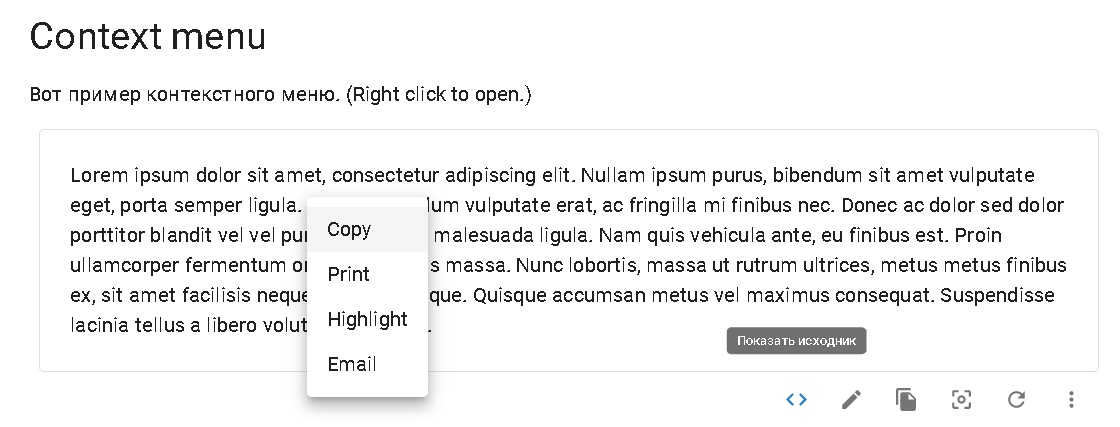 Context menu
Вот пример контекстного меню. (Right click to open.)
Lorem ipsum dolor sit amet, consectetur adipiscing elit. Nullam ipsum purus, bibendum sit amet vulputate
eget, porta semper ligula. lum vulputate erat, ac fringilla mi finibus nec. Donec ac dolor sed dolor
porttitor blandit vel vel pur malesuada ligula. Nam quis vehicula ante, eu finibus est. Proin
ullamcorper fermentum or s massa. Nunc lobortis, massa ut rutrum ultrices, metus metus finibus
ex, sit amet facilisis neque que. Quisque accumsan metus vel maximus consequat. Suspendisse
lacinia tellus a libero volut .
Copy
Print
Highlight
Email
Показать исходник